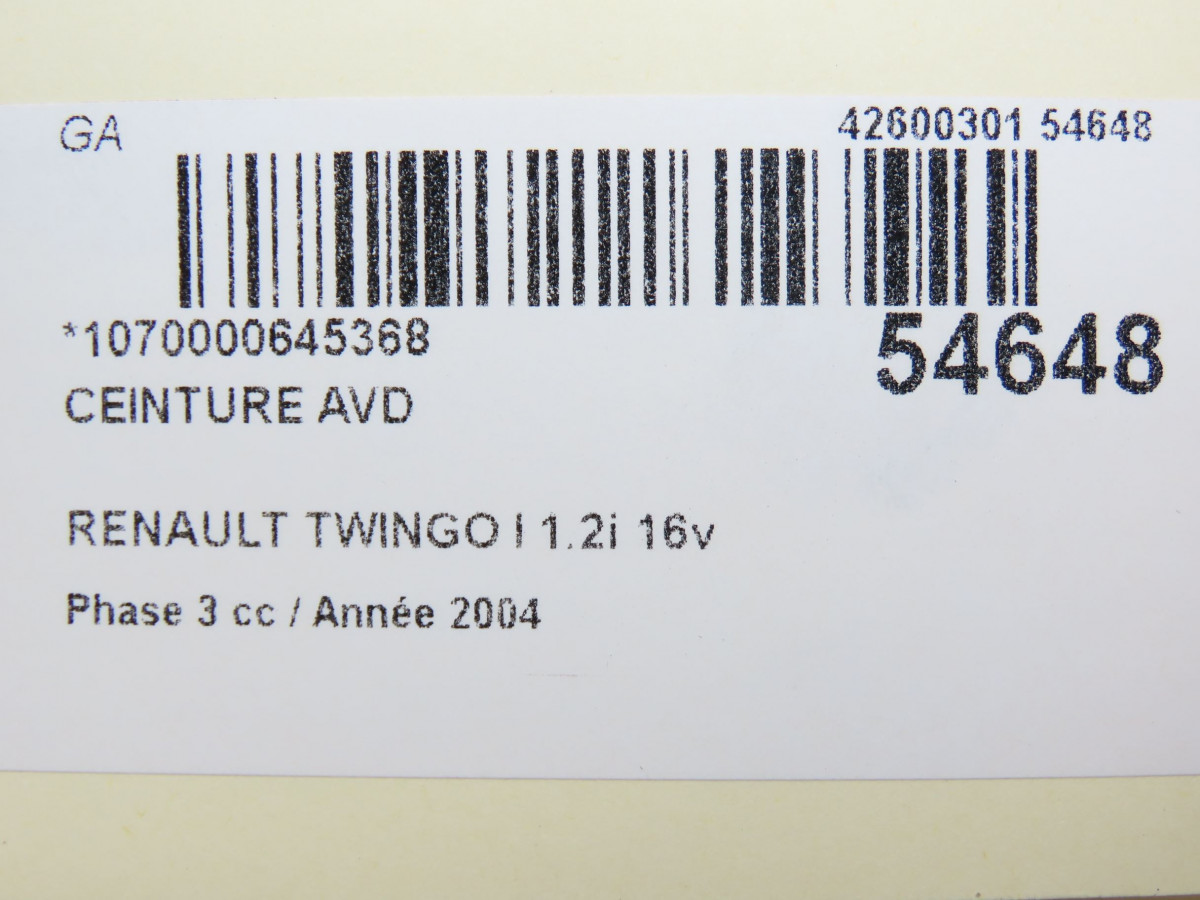 GA
42600301 54648
*1070000645368
54648
CEINTURE AVD
RENAULT TWINGO I 1.2i 16v
Phase 3 cc / Année 2004